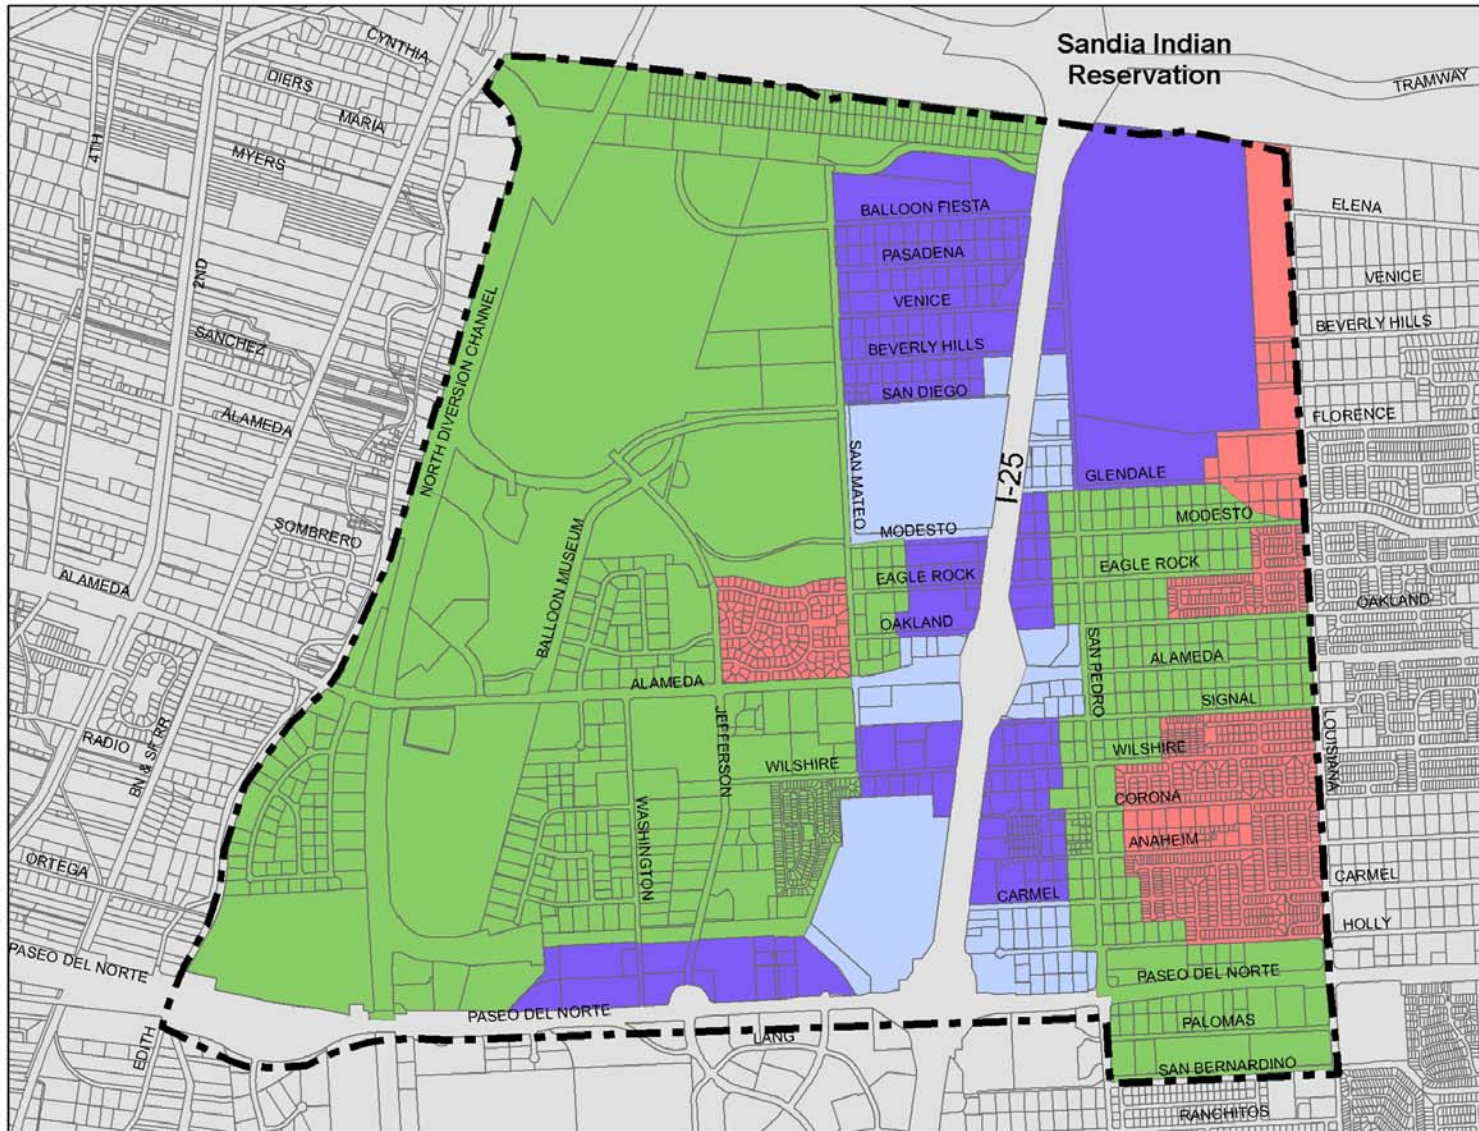 Sandia Indian
Reservation
TRAMWAY
CYNTHIA
DIERS
MARIA
4TH
MYERS
2ND
BALLOON FIESTA
ELENA
PASADENA
VENICE
VENICE
BEVERLY HILLS
BEVERLY HILLS
SANCHEZ
SAN DIEGO
ALAMEDA
FLORENCE
NORTH DIVERSION CHANNEL
SAN MATEO
I-25
GLENDALE
MODESTO
MODESTO
SOMBRERO
BALLOON MUSEUM
EAGLE ROCK
EAGLE ROCK
ALAMEDA
OAKLAND
OAKLAND
SAN PEDRO
ALAMEDA
ALAMEDA
SIGNAL
JEFFERSON
LOUISIANA
RADIO
BN & SF RR
WILSHIRE
WILSHIRE
CORONA
WASHINGTON
ANAHEIM
ORTEGA
CARMEL
CARMEL
HOLLY
PASEO DEL NORTE
PASEO DEL NORTE
PASEO DEL NORTE
EDITH
LANG
PALOMAS
SAN BERNARDINO
RANCHITOS